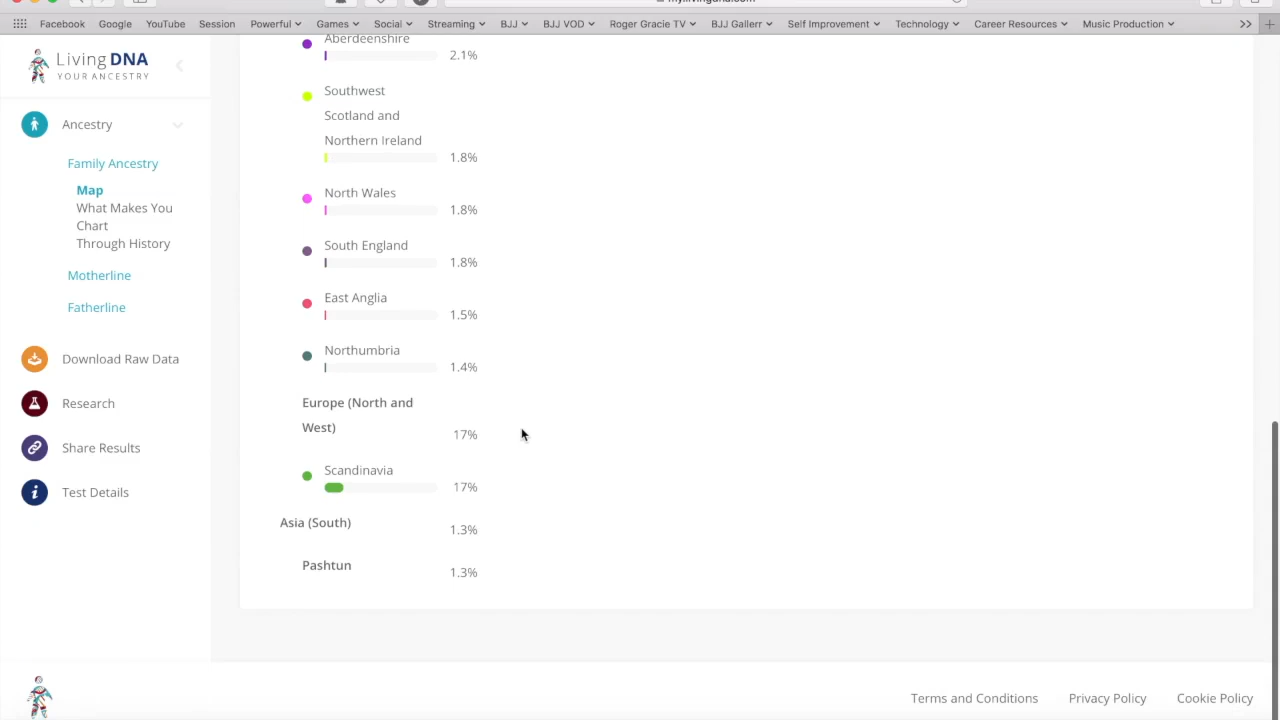 mylivingdna.com
Facebook Google YouTube Session Powerful Games Social Streaming BJJ BJJ VOD Roger Gracie TV BJJ Gallerr Self Improvement Technology Career Resources Music Production
Living DNA
YOUR ANCESTRY
Ancestry
Family Ancestry
Map
What Makes You
Chart
Through History
Motherline
Fatherline
Download Raw Data
Research
Share Results
Test Details
Aberdeenshire
2.1%
Southwest
Scotland and
Northern Ireland
1.8%
North Wales
1.8%
South England
1.8%
East Anglia
1.5%
Northumbria
1.4%
Europe (North and
West)
17%
Scandinavia
17%
Asia (South)
1.3%
Pashtun
1.3%
Terms and Conditions Privacy Policy Cookie Policy